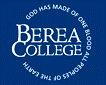 GOD HAS MADE OF ONE BLOOD ALL PEOPLES OF THE EARTH
BEREA
COLLEGE